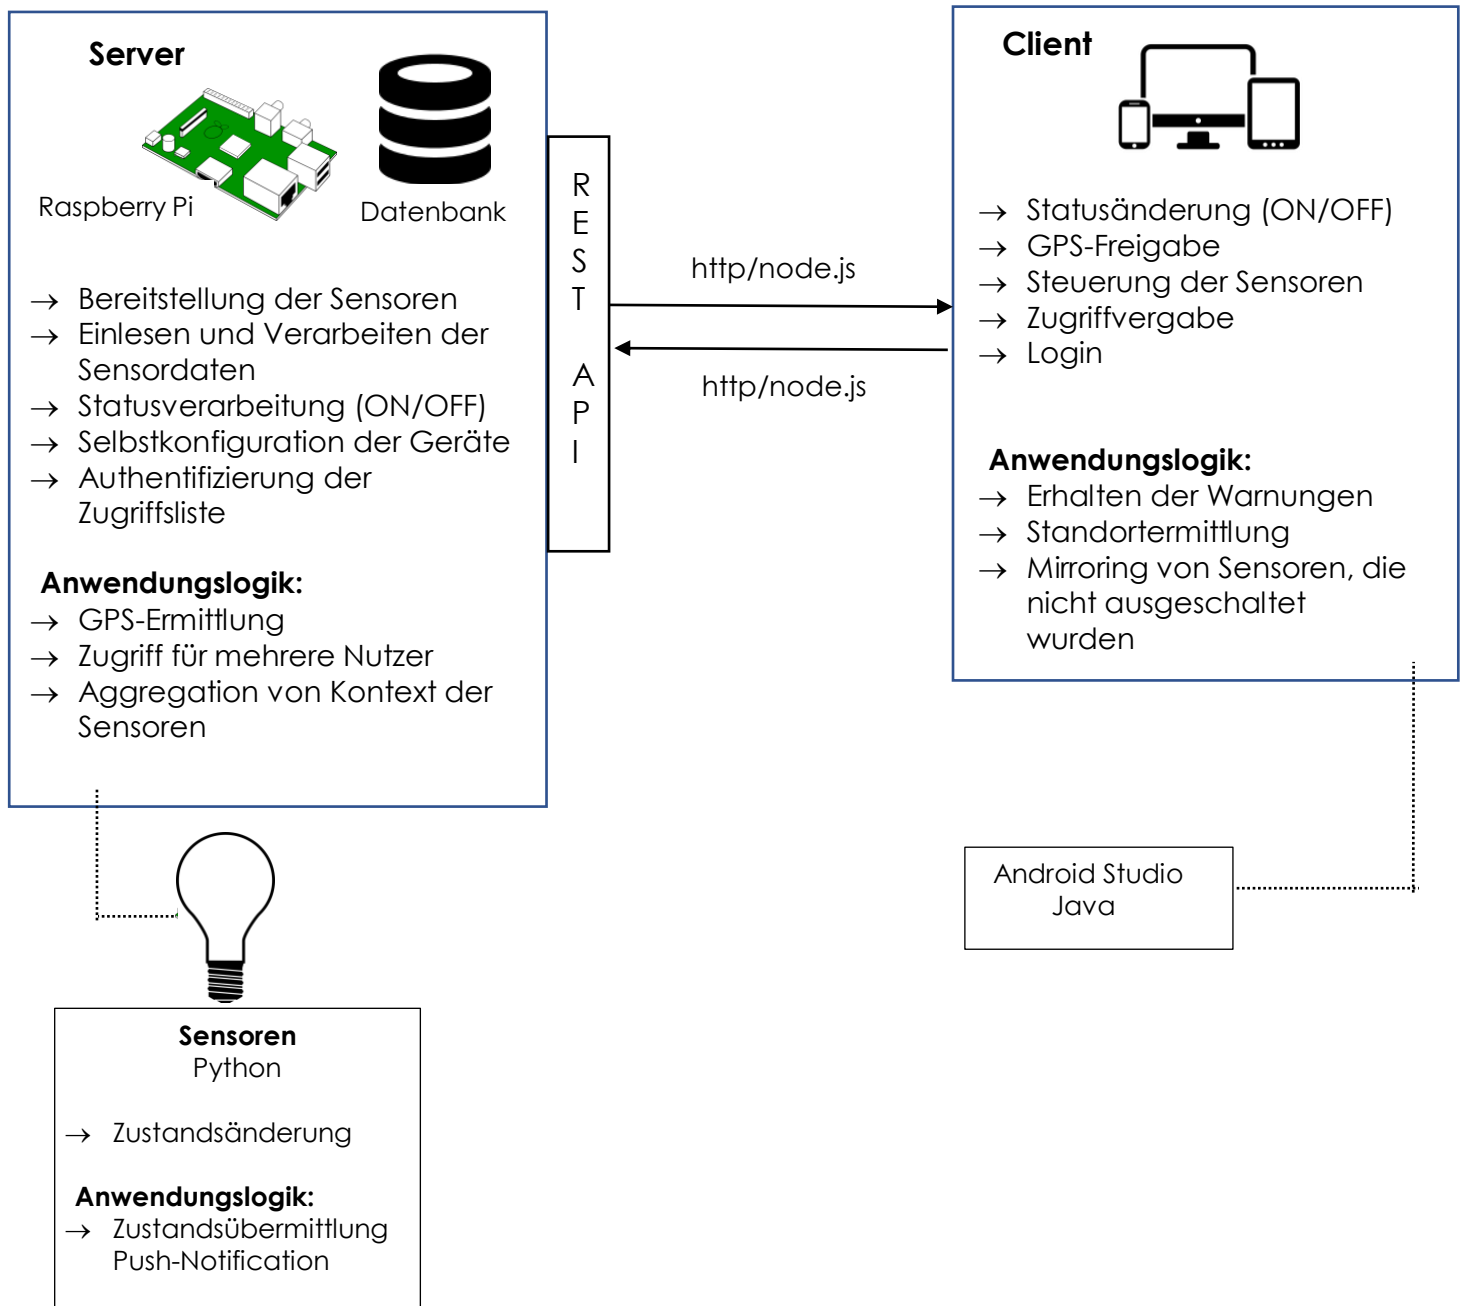 Server
Raspberry Pi
Datenbank
→ Bereitstellung der Sensoren
→ Einlesen und Verarbeiten der
Sensordaten
→ Statusverarbeitung (ON/OFF)
→ Selbstkonfiguration der Geräte
→ Authentifizierung der
Zugriffsliste
Anwendungslogik:
→ GPS-Ermittlung
→ Zugriff für mehrere Nutzer
→ Aggregation von Kontext der
Sensoren
REST API
http/node.js
http/node.js
Client
→ Statusänderung (ON/OFF)
→ GPS-Freigabe
→ Steuerung der Sensoren
→ Zugriffvergabe
→ Login
Anwendungslogik:
→ Erhalten der Warnungen
→ Standortermittlung
→ Mirroring von Sensoren, die
nicht ausgeschaltet
wurden
Android Studio
Java
Sensoren
Python
→ Zustandsänderung
Anwendungslogik:
→ Zustandsübermittlung
Push-Notification